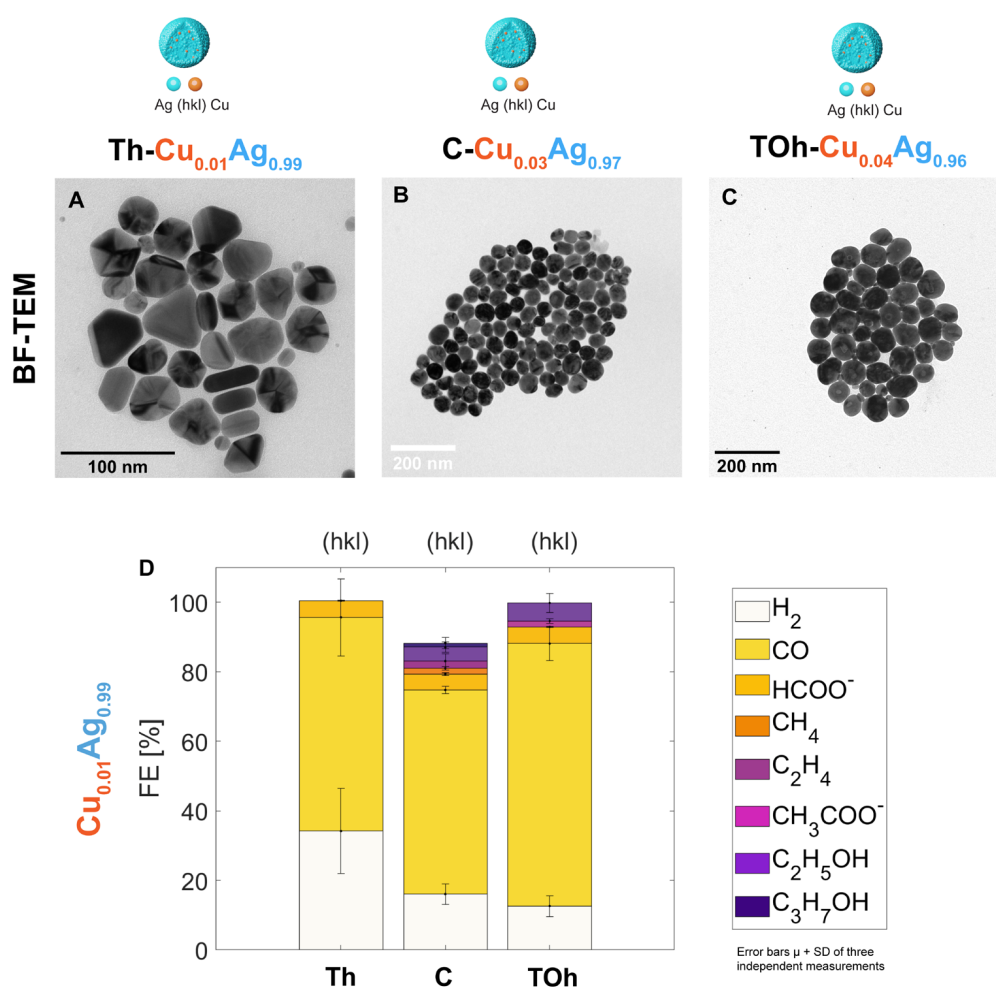 Ag (hkl) Cu
Ag (hkl) Cu
Ag (hkl) Cu
Th-Cu0.01Ag0.99
C-Cu0.03Ag0.97
TOh-Cu0.04Ag0.96
BF-TEM
A
100 nm
B
200 nm
C
200 nm
D
(hkl)
(hkl)
(hkl)
Cu0.01Ag0.99
FE [%]
100
80
60
40
20
0
Th
C
TOh
H2
CO
HCOO-
CH4
C2H4
CH3COO-
C2H5OH
C3H7OH
Error bars µ + SD of three
independent measurements